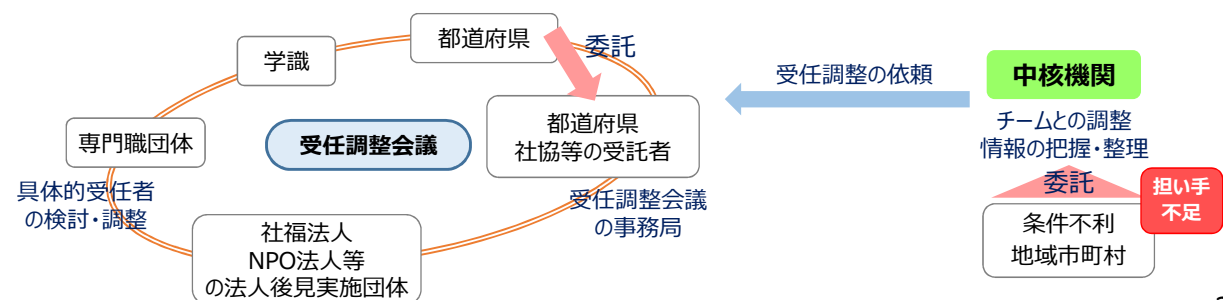 都道府県
委託
学識
受任調整の依頼
中核機関
都道府県
社協等の受託者
チームとの調整
情報の把握・整理
専門職団体
受任調整会議
委託
担い手
不足
具体的受任者
の検討・調整
受任調整会議
の事務局
条件不利
地域市町村
社福法人
NPO法人等
の法人後見実施団体